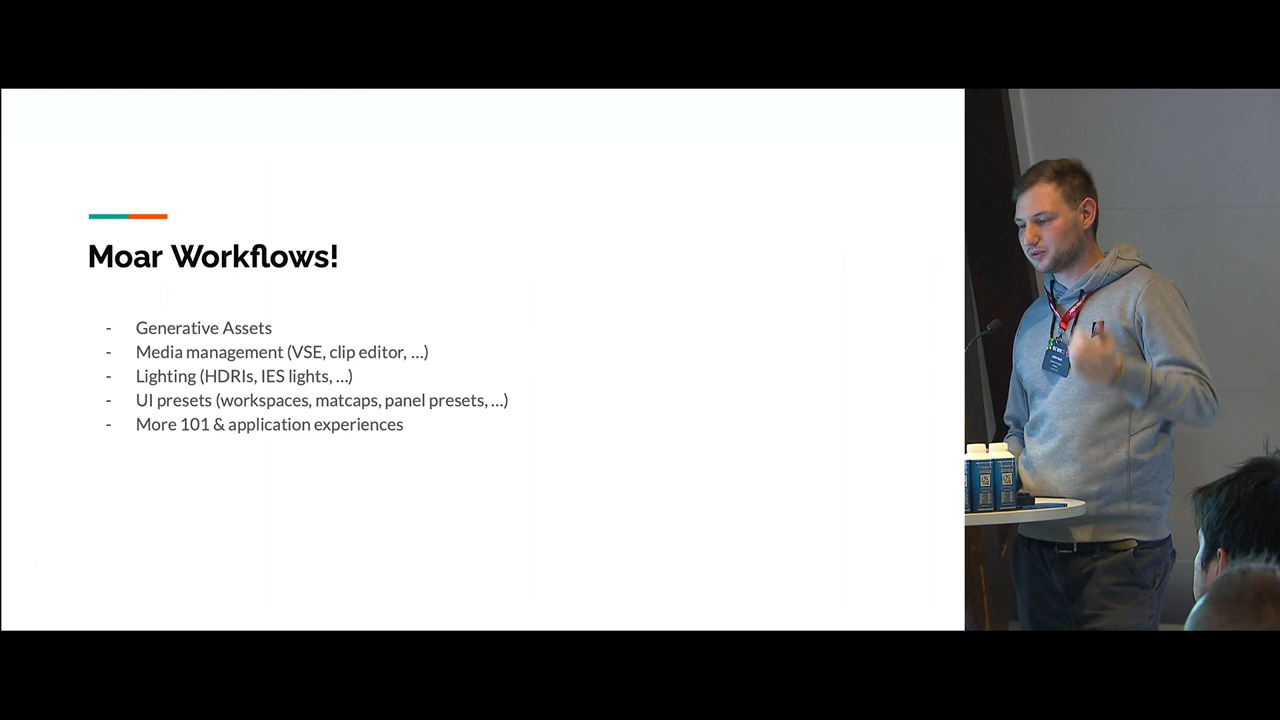 Moar Workflows!
- Generative Assets
- Media management (VSE, clip editor, ...)
- Lighting (HDRIs, IES lights, ...)
- UI presets (workspaces, matcaps, panel presets, ...)
- More 101 & application experiences